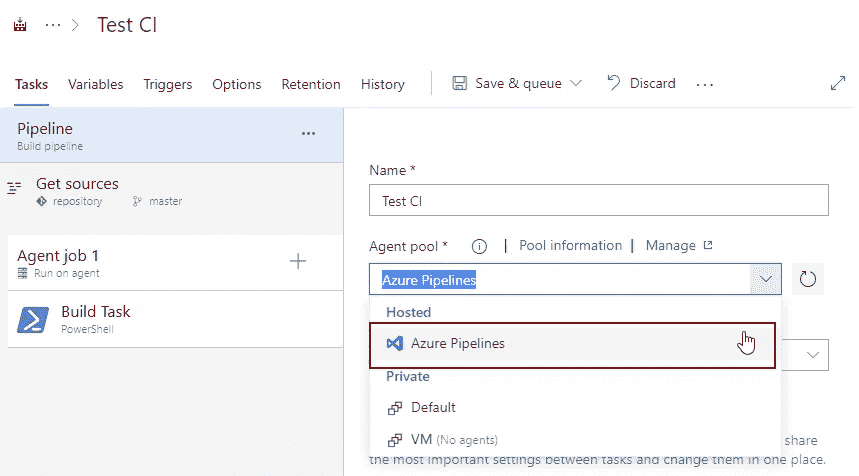 ··· > Test CI
Tasks Variables Triggers Options Retention History Save & queue Discard ...
Pipeline ...
Build pipeline
Get sources
repository master
Agent job 1 +
Run on agent
Build Task
PowerShell
Name *
Test CI
Agent pool * | Pool information | Manage
Azure Pipelines
Hosted
Azure Pipelines
Private
Default
VM (No agents)
share
the most important settings between tasks and change them in one place.